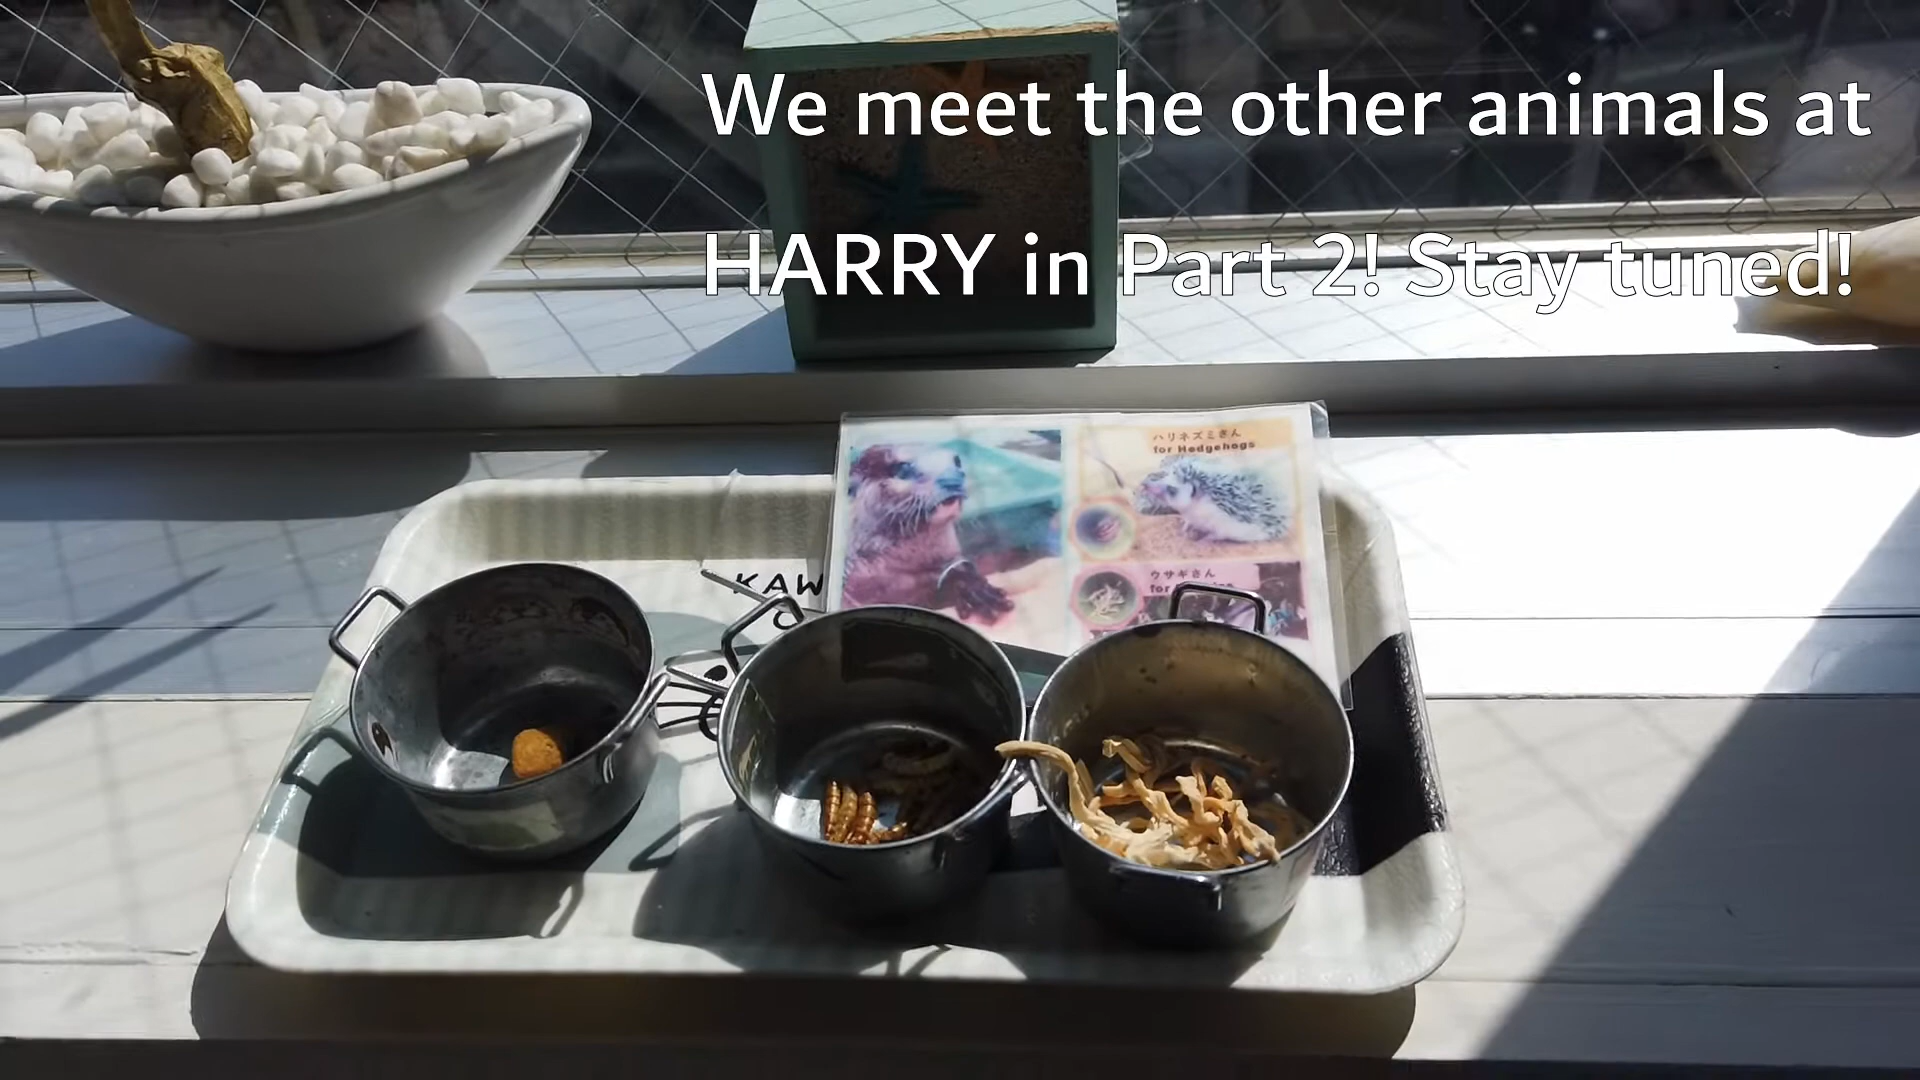 We meet the other animals at
HARRY in Part 2! Stay tuned!
ハリネズミさん
for Hedgehogs
ウサギさん
for
KAW